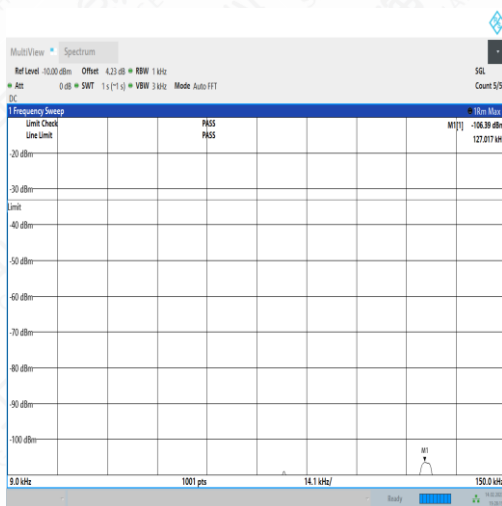 MultiView Spectrum
Ref Level -10.00 dBm Offset 4.23 dB RBW 1 kHz SGL
Att 0 dB SWT 1 s (~1 s) VBW 3 kHz Mode Auto FFT Count 5/5
DC
1 Frequency Sweep 1Rm Max
Limit Check PASS M1[1] -106.39 dBm
Line Limit PASS 127.017 kH
-20 dBm
-30 dBm
Limit
-40 dBm
-50 dBm
-60 dBm
-70 dBm
-80 dBm
-90 dBm
-100 dBm
M1
9.0 kHz 1001 pts 14.1 kHz/ 150.0 kHz
Ready